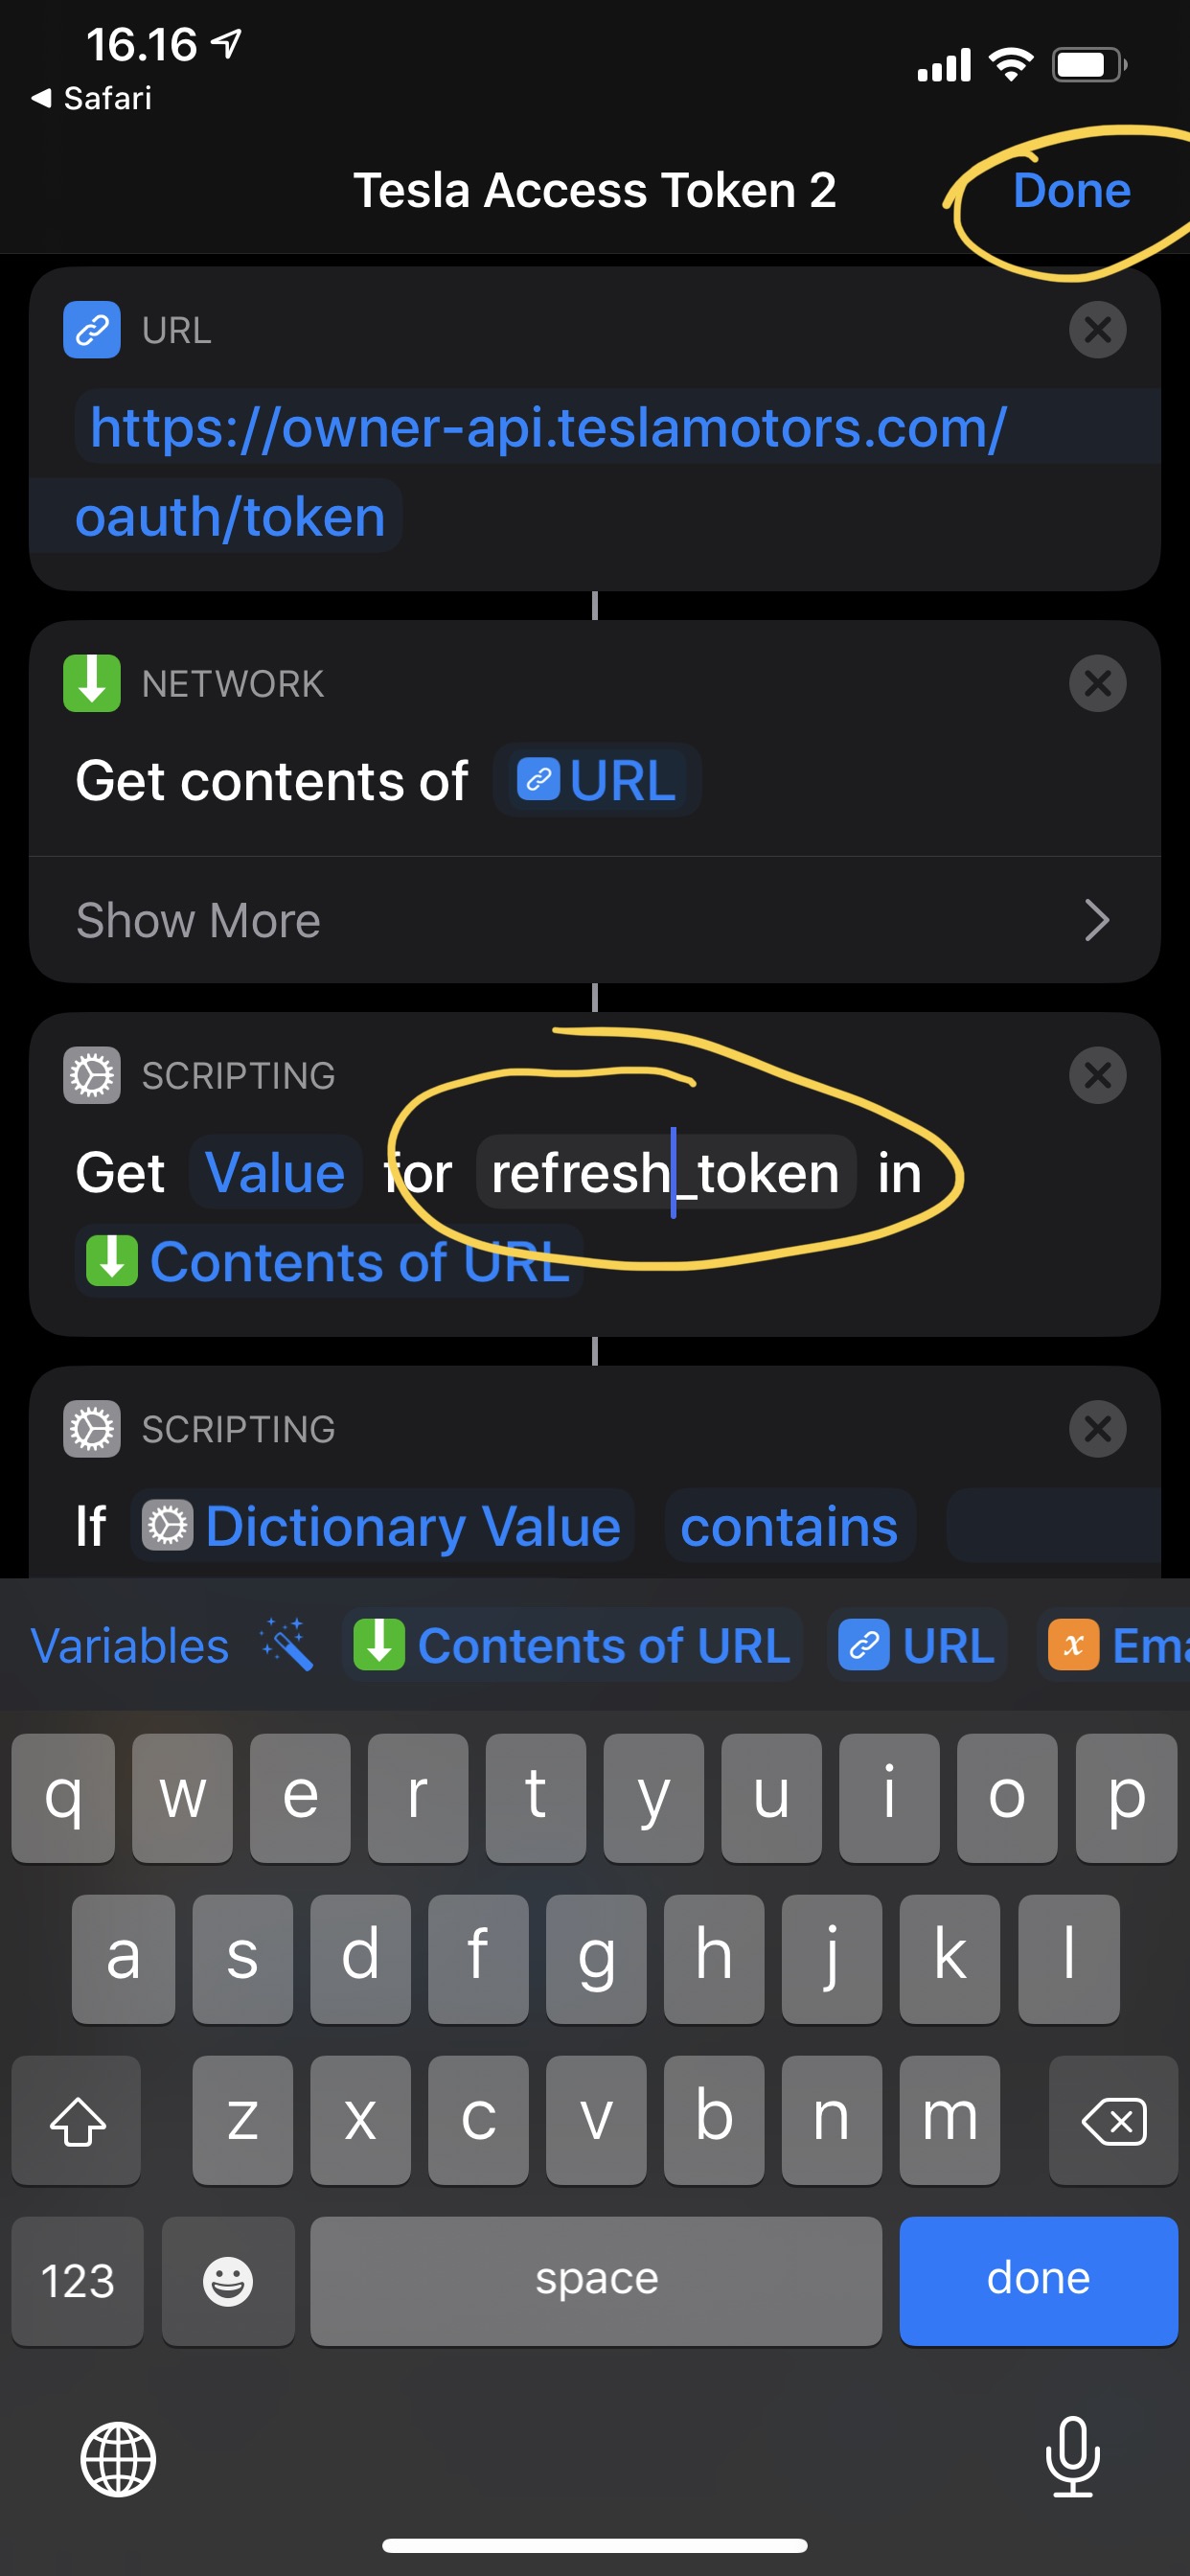 16.16
Safari
Tesla Access Token 2 Done
URL
https://owner-api.teslamotors.com/
oauth/token
NETWORK
Get contents of URL
Show More
SCRIPTING
Get Value for refresh_token in
Contents of URL
SCRIPTING
If Dictionary Value contains
Variables Contents of URL URL x Ema
q w e r t y u i o p
a s d f g h j k l
z x c v b n m
123 space done